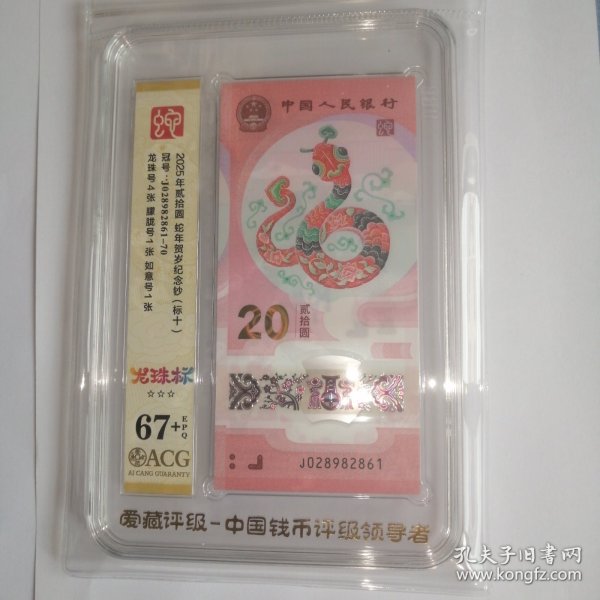 蛇
2025年贰拾圆 蛇年贺岁纪念钞（标十）
冠号：J028982861-70
龙珠号4张 朦胧号1张 如意号1张
龙珠标
☆☆☆
67+EPQ
ACG
AI CANG GUARANTY
中国人民银行
蛇
20
贰拾圆
J028982861
爱藏评级-中国钱币评级领导者
孔夫子旧书网
www.kongfz.com